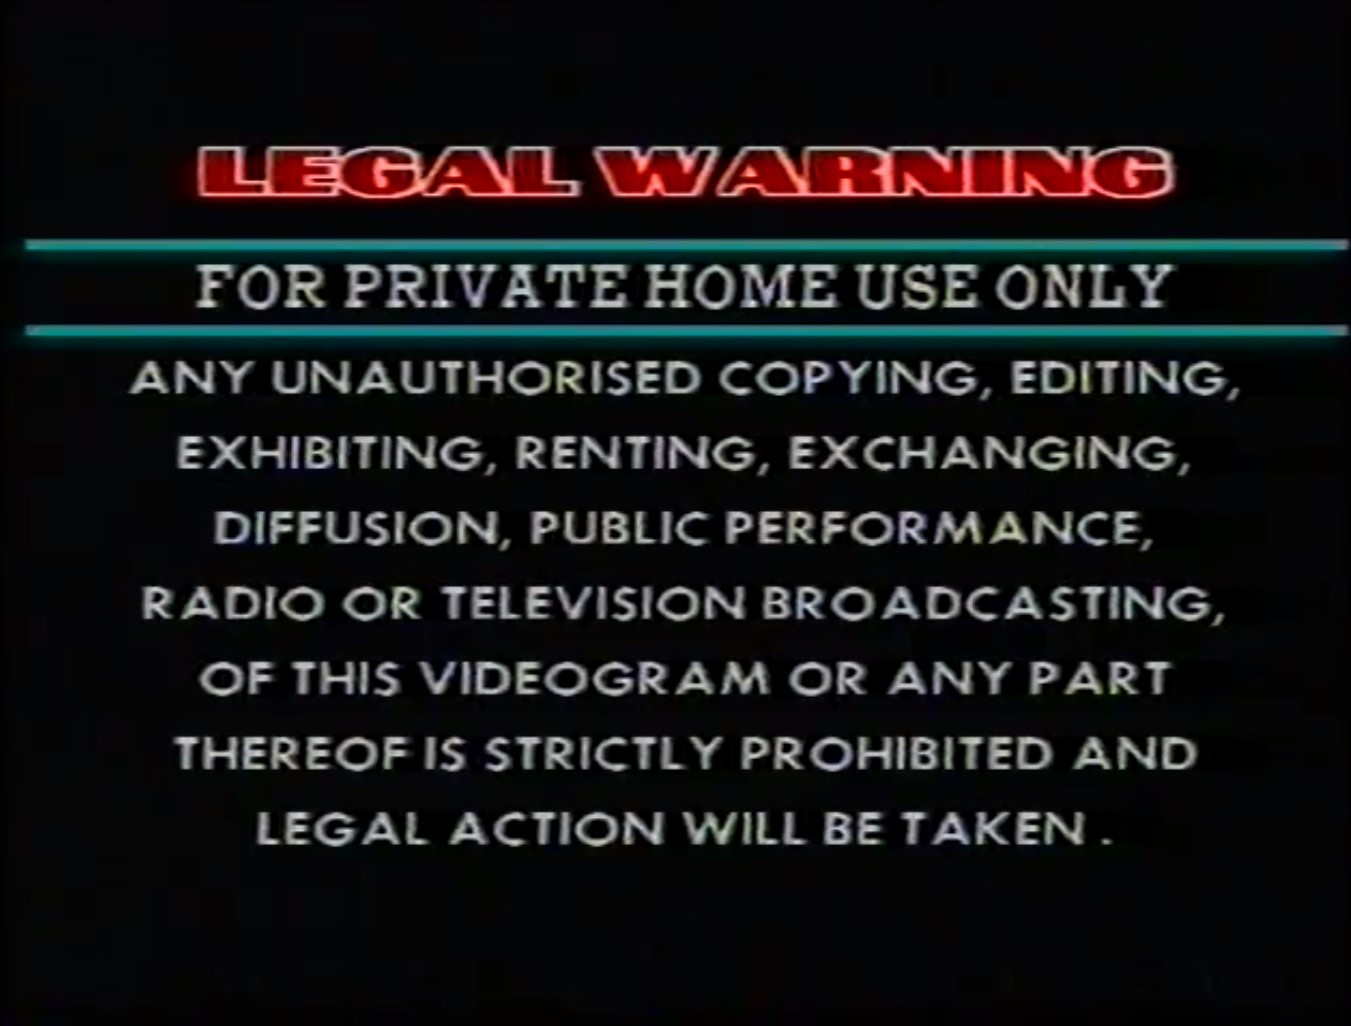 LEGAL WARNING
FOR PRIVATE HOME USE ONLY
ANY UNAUTHORISED COPYING, EDITING,
EXHIBITING, RENTING, EXCHANGING,
DIFFUSION, PUBLIC PERFORMANCE,
RADIO OR TELEVISION BROADCASTING,
OF THIS VIDEOGRAM OR ANY PART
THEREOF IS STRICTLY PROHIBITED AND
LEGAL ACTION WILL BE TAKEN .